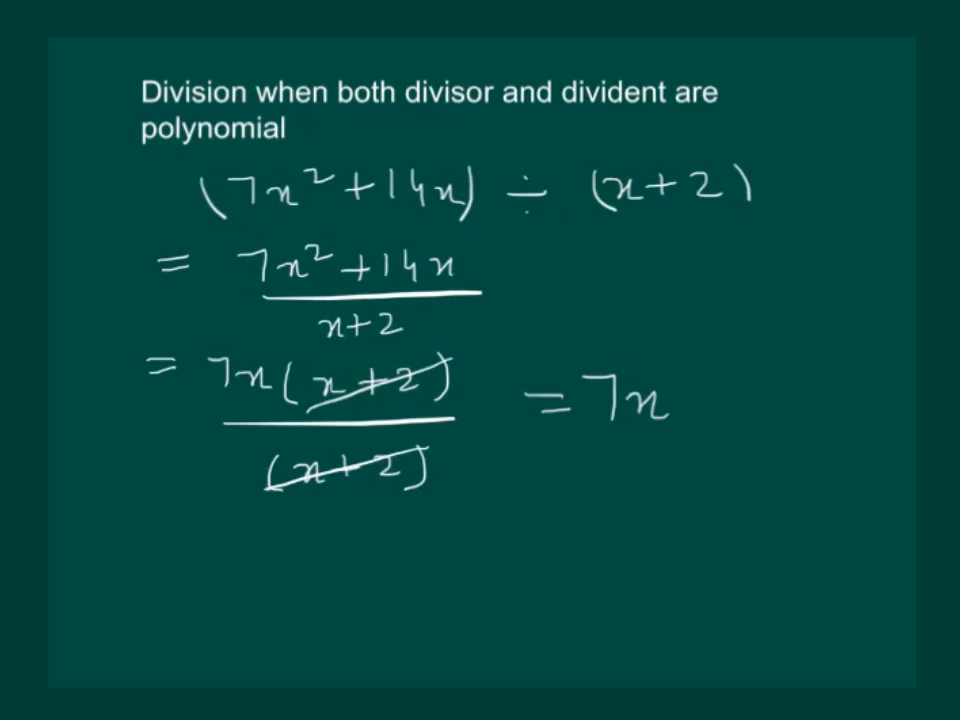 Division when both divisor and divident are
polynomial
(7x² + 14x) ÷ (x + 2)
= 7x² + 14x
x + 2
= 7x (x + 2)
(x + 2)
= 7x